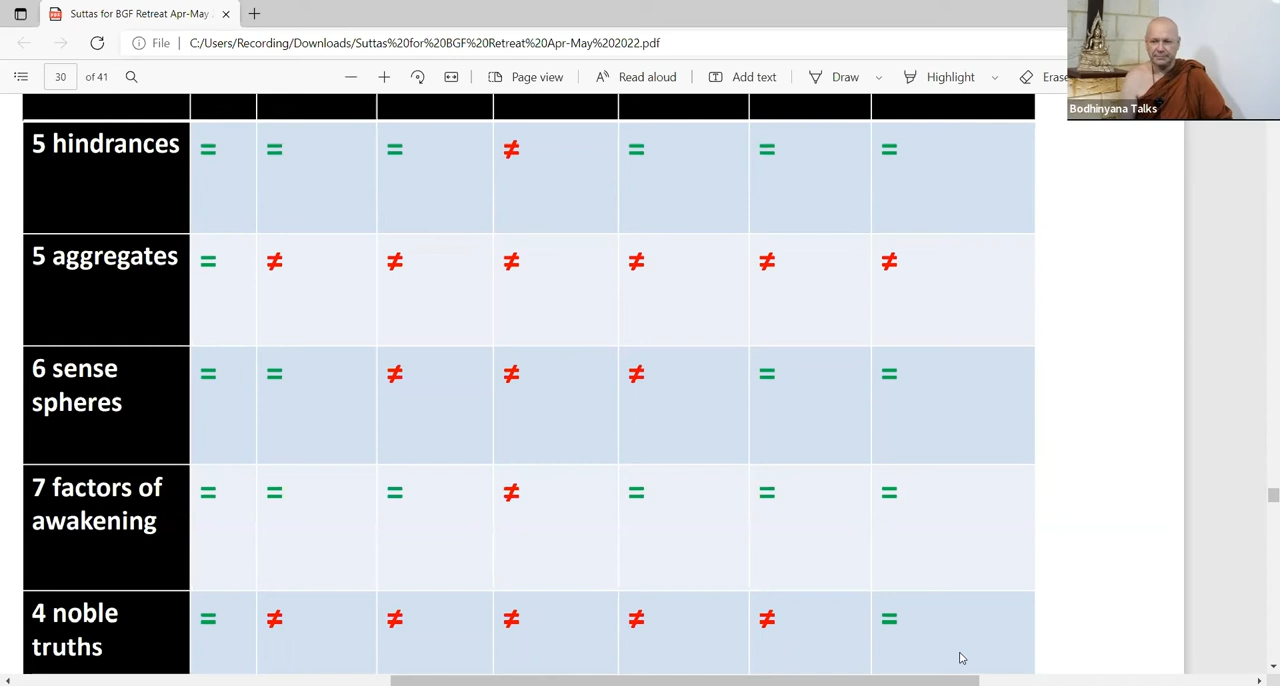 Suttas for BGF Retreat Apr-May
File
C:/Users/Recording/Downloads/Suttas%20for%20BGF%20Retreat%20Apr-May%202022.pdf
30 of 41
Page view
Read aloud
Add text
Draw
Highlight
Eras
Bodhinyana Talks
5 hindrances = = = ≠ = = =
5 aggregates = ≠ ≠ ≠ ≠ ≠ ≠
6 sense
spheres = = ≠ ≠ ≠ = =
7 factors of
awakening = = = ≠ = = =
4 noble
truths = ≠ ≠ ≠ ≠ ≠ =